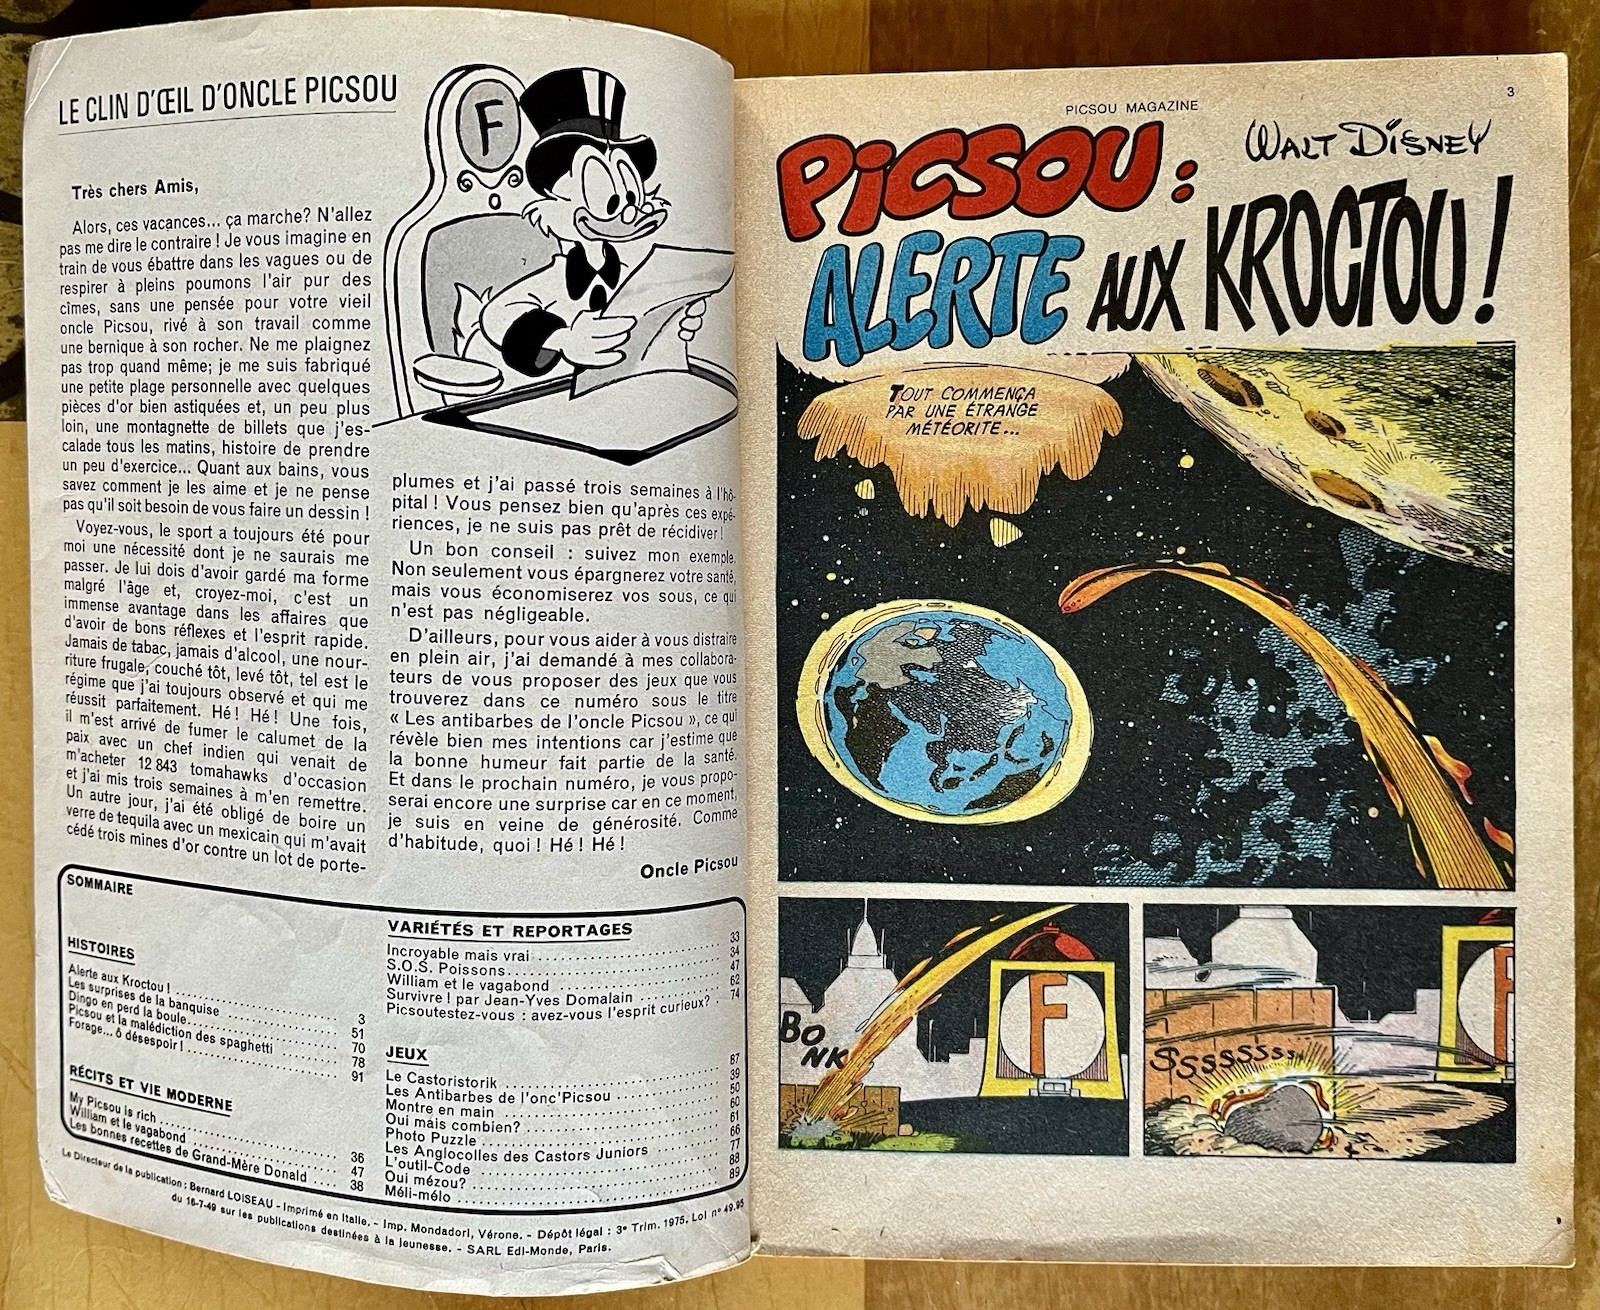 LE CLIN D'ŒIL D'ONCLE PICSOU
F
Très chers Amis,
Alors, ces vacances... ça marche? N'allez
pas me dire le contraire ! Je vous imagine en
train de vous ébattre dans les vagues ou de
respirer à pleins poumons l'air pur des
cîmes, sans une pensée pour votre vieil
oncle Picsou, rivé à son travail comme
une bernique à son rocher. Ne me plaignez
pas trop quand même; je me suis fabriqué
une petite plage personnelle avec quelques
pièces d'or bien astiquées et, un peu plus
loin, une montagnette de billets que j'es-
calade tous les matins, histoire de prendre
un peu d'exercice... Quant aux bains, vous
savez comment je les aime et je ne pense
pas qu'il soit besoin de vous faire un dessin !
Voyez-vous, le sport a toujours été pour
moi une nécessité dont je ne saurais me
passer. Je lui dois d'avoir gardé ma forme
malgré l'âge et, croyez-moi, c'est un
immense avantage dans les affaires que
d'avoir de bons réflexes et l'esprit rapide.
Jamais de tabac, jamais d'alcool, une nour-
riture frugale, couché tôt, levé tôt, tel est le
régime que j'ai toujours observé et qui me
réussit parfaitement. Hé ! Hé ! Une fois,
il m'est arrivé de fumer le calumet de la
paix avec un chef indien qui venait de
m'acheter 12 843 tomahawks d'occasion
et j'ai mis trois semaines à m'en remettre.
Un autre jour, j'ai été obligé de boire un
verre de tequila avec un mexicain qui m'avait
cédé trois mines d'or contre un lot de porte-
plumes et j'ai passé trois semaines à l'hô-
pital ! Vous pensez bien qu'après ces expé-
riences, je ne suis pas prêt de récidiver !
Un bon conseil : suivez mon exemple.
Non seulement vous épargnerez votre santé,
mais vous économiserez vos sous, ce qui
n'est pas négligeable.
D'ailleurs, pour vous aider à vous distraire
en plein air, j'ai demandé à mes collabora-
teurs de vous proposer des jeux que vous
trouverez dans ce numéro sous le titre
« Les antibarbes de l'oncle Picsou », ce qui
révèle bien mes intentions car j'estime que
la bonne humeur fait partie de la santé.
Et dans le prochain numéro, je vous propo-
serai encore une surprise car en ce moment,
je suis en veine de générosité. Comme
d'habitude, quoi ! Hé ! Hé !
Oncle Picsou
SOMMAIRE
HISTOIRES
Alerte aux Kroctou ! 3
Les surprises de la banquise 51
Dingo en perd la boule 70
Picsou et la malédiction des spaghetti 78
Forage... ô désespoir ! 91
RÉCITS ET VIE MODERNE
My Picsou is rich 36
William et le vagabond 47
Les bonnes recettes de Grand-Mère Donald 38
VARIÉTÉS ET REPORTAGES
Incroyable mais vrai 33
S.O.S. Poissons 34
William et le vagabond 47
Survivre ! par Jean-Yves Domalain 62
Picsoutestez-vous : avez-vous l'esprit curieux? 74
JEUX
Le Castoristorik 87
Les Antibarbes de l'onc'Picsou 39
Montre en main 50
Oui mais combien? 60
Photo Puzzle 61
Les Anglocolles des Castors Juniors 66
L'outil-Code 77
Oui mézou? 88
Méli-mélo 89
Le Directeur de la publication : Bernard LOISEAU - Imprimé en Italie. - Imp. Mondadori, Vérone. - Dépôt légal : 3e Trim. 1975, Loi n° 49.95
du 16-7-49 sur les publications destinées à la jeunesse. - SARL Edi-Monde, Paris.
PICSOU MAGAZINE
3
PICSOU :
WALT DISNEY
ALERTE AUX KROCTOU !
TOUT COMMENÇA
PAR UNE ÉTRANGE
MÉTÉORITE...
BONK
F
SSSSSSSSS
F